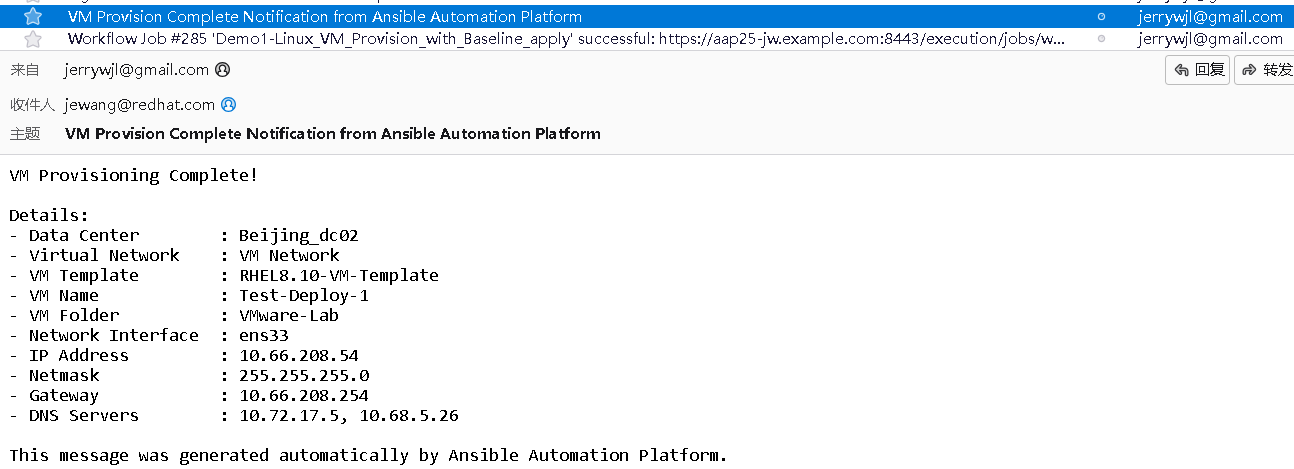 VM Provision Complete Notification from Ansible Automation Platform jerrywjl@gmail.com
Workflow Job #285 'Demo1-Linux_VM_Provision_with_Baseline_apply' successful: https://aap25-jw.example.com:8443/execution/jobs/w... jerrywjl@gmail.com
来自 jerrywjl@gmail.com 回复 转发
收件人 jewang@redhat.com
主题 VM Provision Complete Notification from Ansible Automation Platform
VM Provisioning Complete!
Details:
- Data Center : Beijing_dc02
- Virtual Network : VM Network
- VM Template : RHEL8.10-VM-Template
- VM Name : Test-Deploy-1
- VM Folder : VMware-Lab
- Network Interface : ens33
- IP Address : 10.66.208.54
- Netmask : 255.255.255.0
- Gateway : 10.66.208.254
- DNS Servers : 10.72.17.5, 10.68.5.26
This message was generated automatically by Ansible Automation Platform.